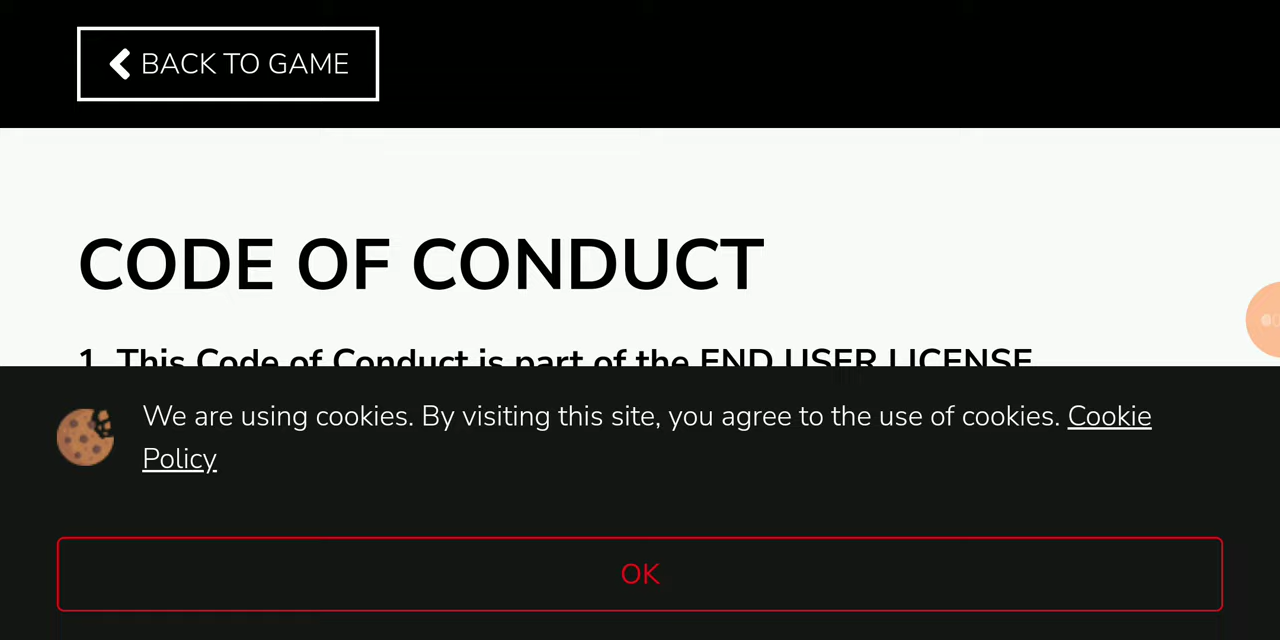 BACK TO GAME
CODE OF CONDUCT
1. This Code of Conduct is part of the END USER LICENSE
We are using cookies. By visiting this site, you agree to the use of cookies. Cookie
Policy
OK